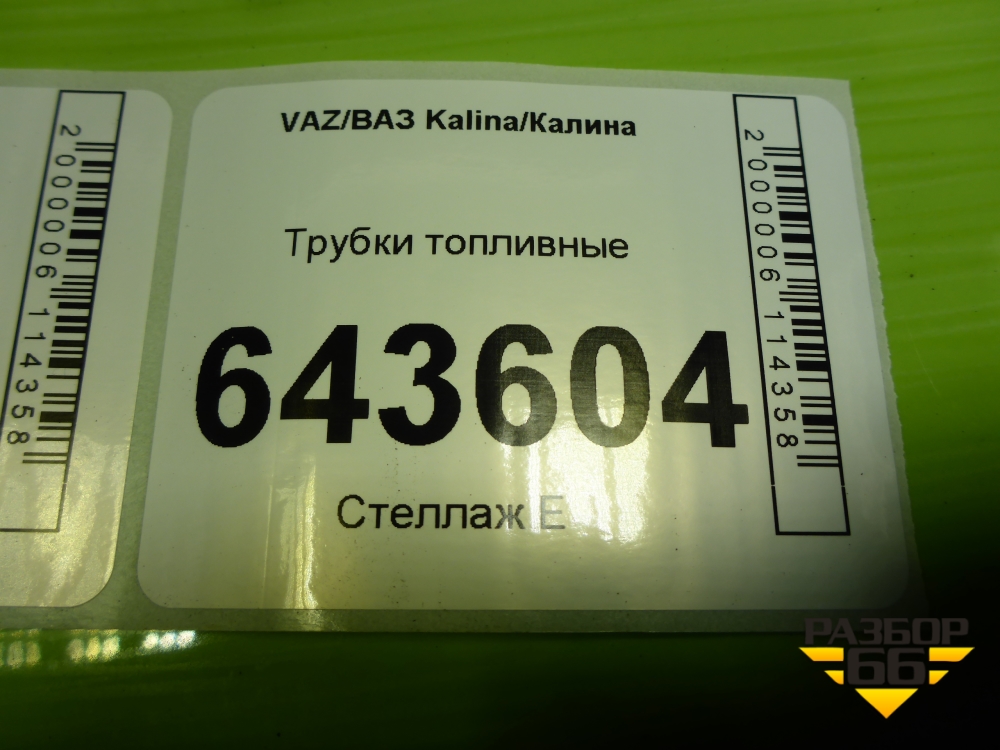 VAZ/ВАЗ Kalina/Калина
Трубки топливные
643604
Стеллаж Е
2000006114358
2000006114358
РАЗБОР
66